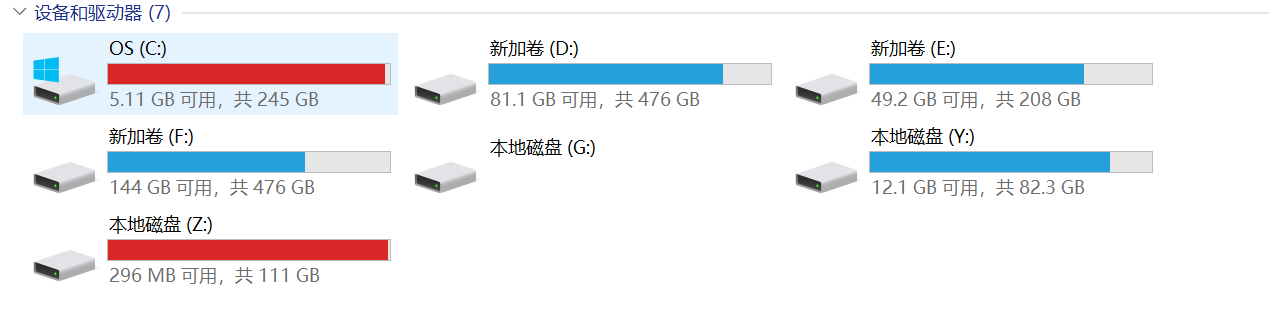 设备和驱动器 (7)
OS (C:)
5.11 GB 可用，共 245 GB
新加卷 (D:)
81.1 GB 可用，共 476 GB
新加卷 (E:)
49.2 GB 可用，共 208 GB
新加卷 (F:)
144 GB 可用，共 476 GB
本地磁盘 (G:)
本地磁盘 (Y:)
12.1 GB 可用，共 82.3 GB
本地磁盘 (Z:)
296 MB 可用，共 111 GB